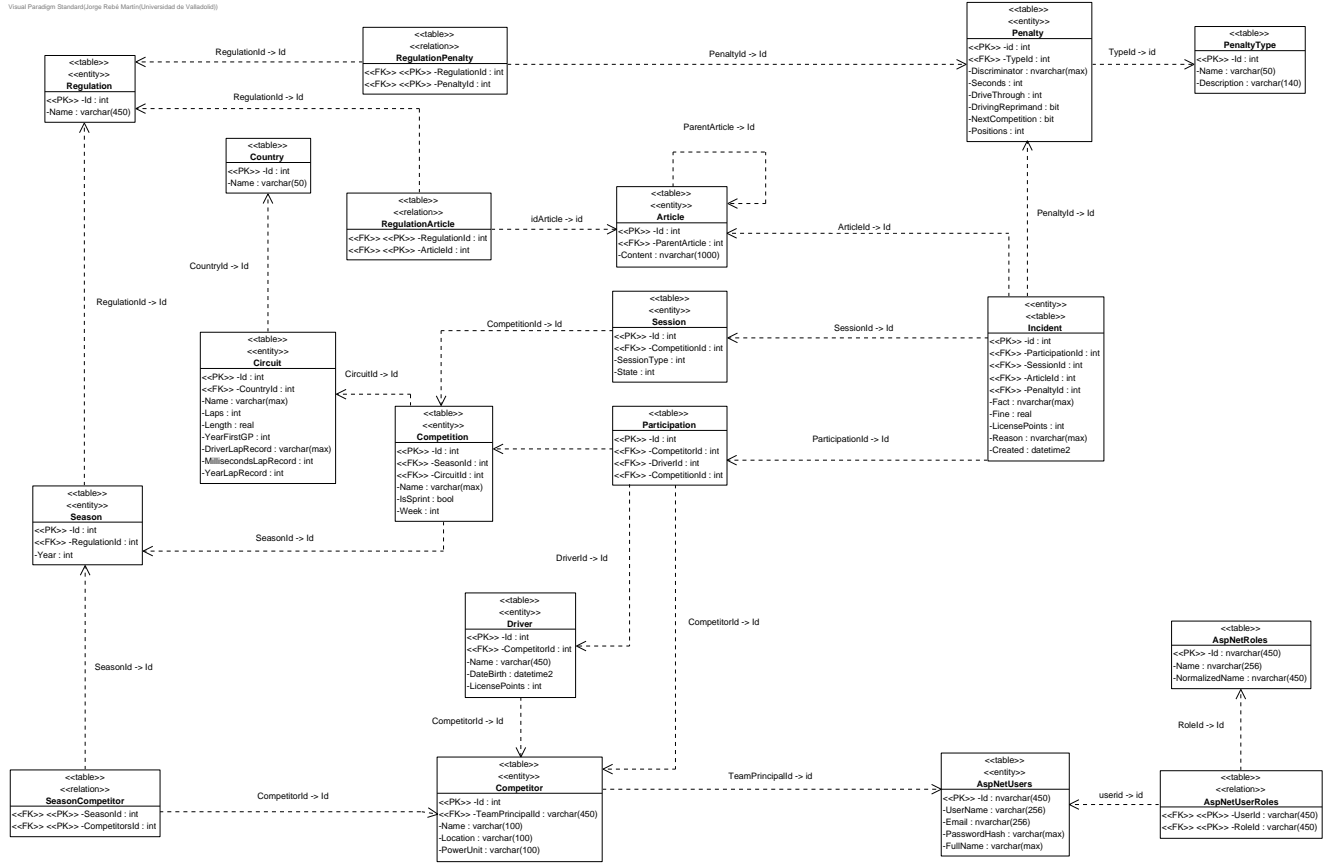 Visual Paradigm Standard(Jorge Rebé Martín(Universidad de Valladolid))
<<table>>
<<entity>>
Regulation
<<PK>> -Id : int
-Name : varchar(450)
RegulationId -> Id
<<table>>
<<relation>>
RegulationPenalty
<<FK>> <<PK>> -RegulationId : int
<<FK>> <<PK>> -PenaltyId : int
PenaltyId -> Id
<<table>>
<<entity>>
Penalty
<<PK>> -id : int
<<FK>> -TypeId : int
-Discriminator : nvarchar(max)
-Seconds : int
-DriveThrough : int
-DrivingReprimand : bit
-NextCompetition : bit
-Positions : int
TypeId -> id
<<table>>
PenaltyType
<<PK>> -Id : int
-Name : varchar(50)
-Description : varchar(140)
RegulationId -> Id
<<table>>
Country
<<PK>> -Id : int
-Name : varchar(50)
ParentArticle -> Id
<<table>>
<<relation>>
RegulationArticle
<<FK>> <<PK>> -RegulationId : int
<<FK>> <<PK>> -ArticleId : int
idArticle -> id
<<table>>
<<entity>>
Article
<<PK>> -Id : int
<<FK>> -ParentArticle : int
-Content : nvarchar(1000)
ArticleId -> Id
PenaltyId -> Id
CountryId -> Id
RegulationId -> Id
<<table>>
<<entity>>
Session
<<PK>> -Id : int
<<FK>> -CompetitionId : int
-SessionType : int
-State : int
CompetitionId -> Id
SessionId -> Id
<<entity>>
<<table>>
Incident
<<PK>> -id : int
<<FK>> -ParticipationId : int
<<FK>> -SessionId : int
<<FK>> -ArticleId : int
<<FK>> -PenaltyId : int
-Fact : nvarchar(max)
-Fine : real
-LicensePoints : int
-Reason : nvarchar(max)
-Created : datetime2
<<table>>
<<entity>>
Circuit
<<PK>> -Id : int
<<FK>> -CountryId : int
-Name : varchar(max)
-Laps : int
-Length : real
-YearFirstGP : int
-DriverLapRecord : varchar(max)
-MillisecondsLapRecord : int
-YearLapRecord : int
CircuitId -> Id
<<table>>
<<entity>>
Competition
<<PK>> -Id : int
<<FK>> -SeasonId : int
<<FK>> -CircuitId : int
-Name : varchar(max)
-IsSprint : bool
-Week : int
<<table>>
Participation
<<PK>> -Id : int
<<FK>> -CompetitorId : int
<<FK>> -DriverId : int
<<FK>> -CompetitionId : int
ParticipationId -> Id
<<table>>
<<entity>>
Season
<<PK>> -Id : int
<<FK>> -RegulationId : int
-Year : int
SeasonId -> Id
DriverId -> Id
<<table>>
<<entity>>
Driver
<<PK>> -Id : int
<<FK>> -CompetitorId : int
-Name : varchar(450)
-DateBirth : datetime2
-LicensePoints : int
CompetitorId -> Id
<<table>>
AspNetRoles
<<PK>> -Id : nvarchar(450)
-Name : nvarchar(256)
-NormalizedName : nvarchar(450)
SeasonId -> Id
CompetitorId -> Id
RoleId -> Id
<<table>>
<<relation>>
SeasonCompetitor
<<FK>> <<PK>> -SeasonId : int
<<FK>> <<PK>> -CompetitorsId : int
CompetitorId -> Id
<<table>>
<<entity>>
Competitor
<<PK>> -Id : int
<<FK>> -TeamPrincipalId : varchar(450)
-Name : varchar(100)
-Location : varchar(100)
-PowerUnit : varchar(100)
TeamPrincipalId -> id
<<table>>
<<entity>>
AspNetUsers
<<PK>> -Id : nvarchar(450)
-UserName : varchar(256)
-Email : nvarchar(256)
-PasswordHash : varchar(max)
-FullName : varchar(max)
userid -> id
<<table>>
<<relation>>
AspNetUserRoles
<<FK>> <<PK>> -UserId : varchar(450)
<<FK>> <<PK>> -RoleId : varchar(450)